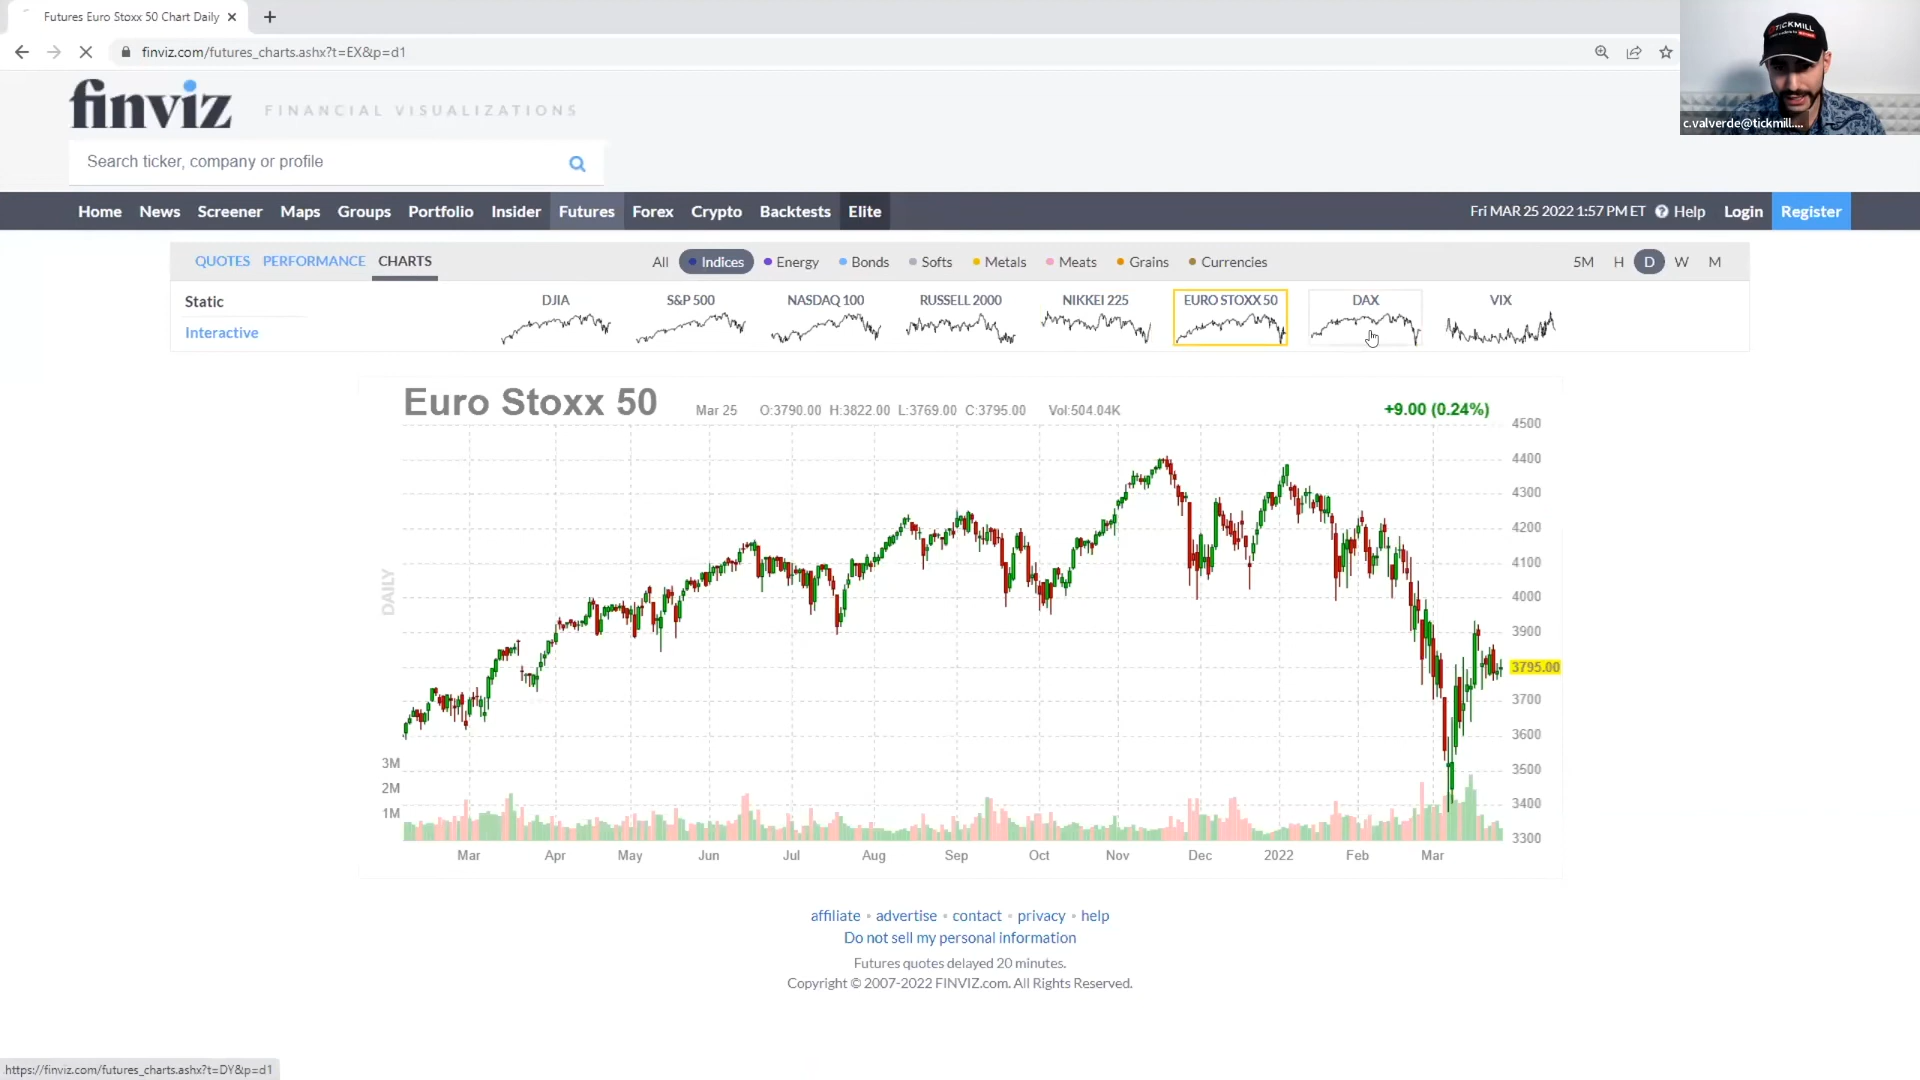 Futures Euro Stoxx 50 Chart Daily
finviz.com/futures_charts.ashx?t=EX&p=d1
TICKMILL
c.valverde@tickmill....
finviz FINANCIAL VISUALIZATIONS
Search ticker, company or profile
Home News Screener Maps Groups Portfolio Insider Futures Forex Crypto Backtests Elite Fri MAR 25 2022 1:57 PM ET Help Login Register
QUOTES PERFORMANCE CHARTS All Indices Energy Bonds Softs Metals Meats Grains Currencies 5M H D W M
Static DJIA S&P 500 NASDAQ 100 RUSSELL 2000 NIKKEI 225 EURO STOXX 50 DAX VIX
Interactive
Euro Stoxx 50 Mar 25 O:3790.00 H:3822.00 L:3769.00 C:3795.00 Vol:504.04K +9.00 (0.24%)
4500
4400
4300
4200
4100
DAILY
4000
3900
3795.00
3700
3600
3M
3500
2M
3400
1M
3300
Mar Apr May Jun Jul Aug Sep Oct Nov Dec 2022 Feb Mar
affiliate • advertise • contact • privacy • help
Do not sell my personal information
Futures quotes delayed 20 minutes.
Copyright © 2007-2022 FINVIZ.com. All Rights Reserved.
https://finviz.com/futures_charts.ashx?t=DY&p=d1